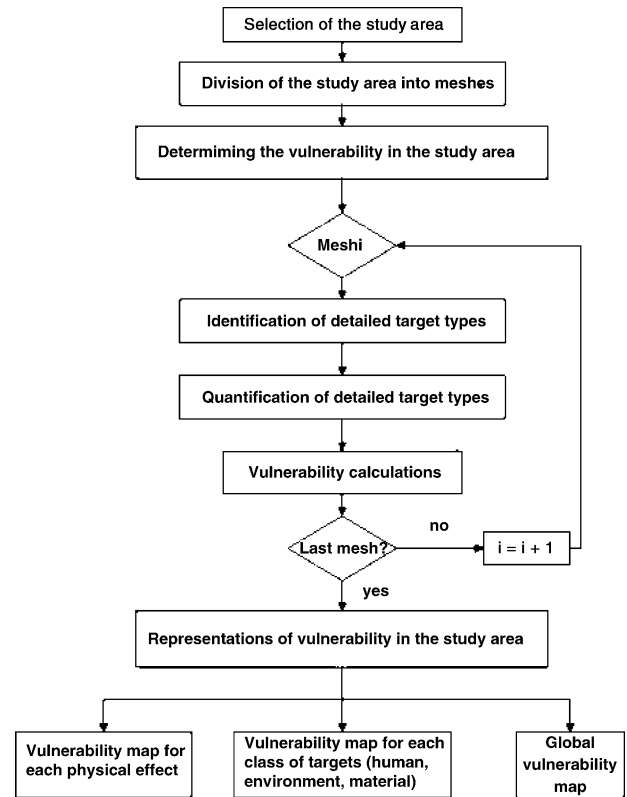 Selection of the study area
Division of the study area into meshes
Determiming the vulnerability in the study area
Meshi
Identification of detailed target types
Quantification of detailed target types
Vulnerability calculations
Last mesh?
no
i = i + 1
yes
Representations of vulnerability in the study area
Vulnerability map for
each physical effect
Vulnerability map for each
class of targets (human,
environment, material)
Global
vulnerability
map